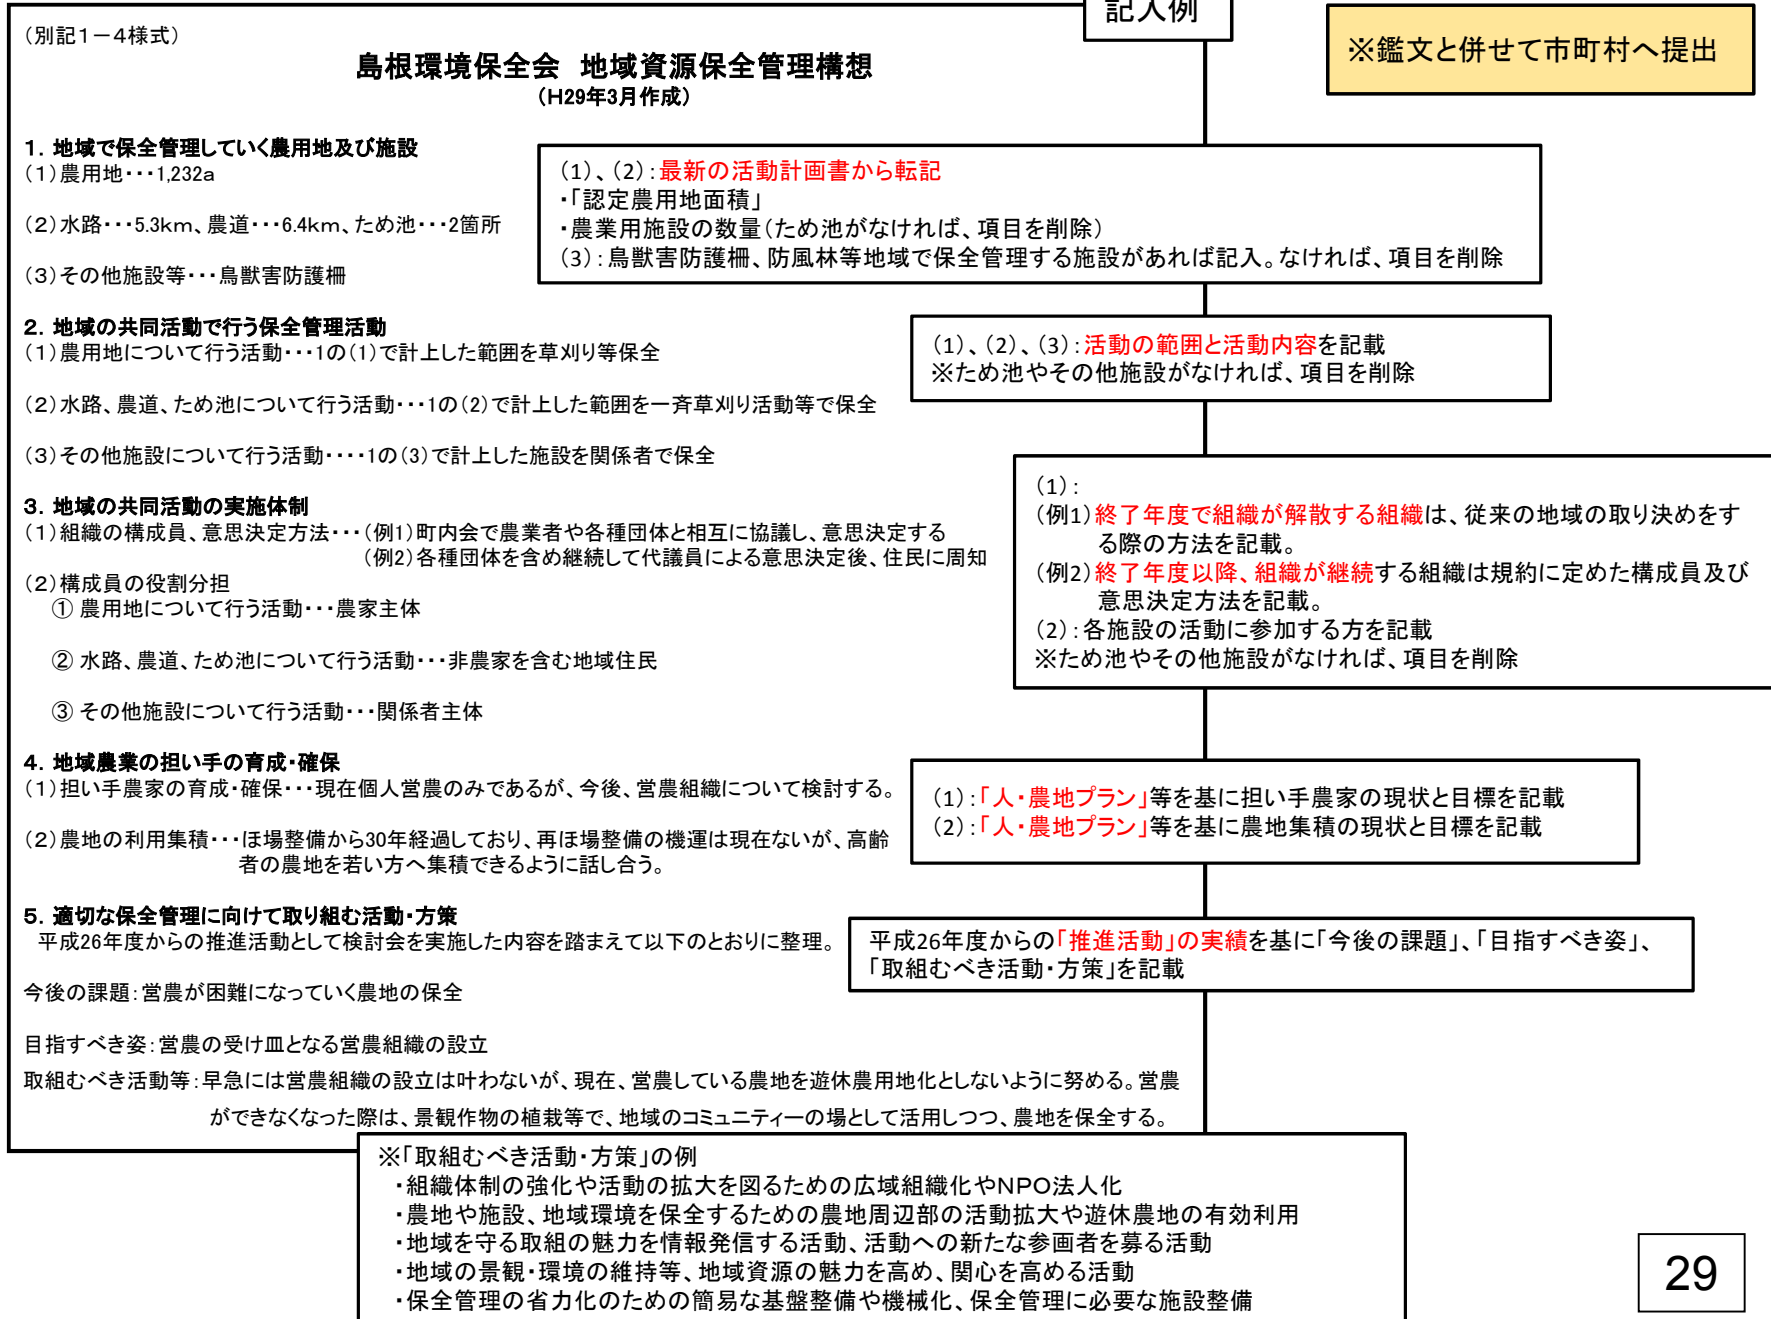 記入例
※鑑文と併せて市町村へ提出
（別記１－４様式）
島根環境保全会　地域資源保全管理構想
（H29年3月作成）
１．地域で保全管理していく農用地及び施設
（１）農用地・・・1,232a
（２）水路・・・5.3ｋｍ、農道・・・6.4ｋｍ、ため池・・・2箇所
（３）その他施設等・・・鳥獣害防護柵
（1）、（2）：最新の活動計画書から転記
・「認定農用地面積」
・農業用施設の数量（ため池がなければ、項目を削除）
（3）：鳥獣害防護柵、防風林等地域で保全管理する施設があれば記入。なければ、項目を削除
２．地域の共同活動で行う保全管理活動
（１）農用地について行う活動・・・1の（1）で計上した範囲を草刈り等保全
（２）水路、農道、ため池について行う活動・・・1の（2）で計上した範囲を一斉草刈り活動等で保全
（３）その他施設について行う活動・・・・1の（3）で計上した施設を関係者で保全
（1）、（2）、（3）：活動の範囲と活動内容を記載
※ため池やその他施設がなければ、項目を削除
３．地域の共同活動の実施体制
（１）組織の構成員、意思決定方法・・・（例1）町内会で農業者や各種団体と相互に協議し、意思決定する
（例2）各種団体を含め継続して代議員による意思決定後、住民に周知
（２）構成員の役割分担
① 農用地について行う活動・・・農家主体
② 水路、農道、ため池について行う活動・・・非農家を含む地域住民
③ その他施設について行う活動・・・関係者主体
（1）：
（例1）終了年度で組織が解散する組織は、従来の地域の取り決めをす
る際の方法を記載。
（例2）終了年度以降、組織が継続する組織は規約に定めた構成員及び
意思決定方法を記載。
（2）：各施設の活動に参加する方を記載
※ため池やその他施設がなければ、項目を削除
４．地域農業の担い手の育成・確保
（１）担い手農家の育成・確保・・・現在個人営農のみであるが、今後、営農組織について検討する。
（２）農地の利用集積・・・ほ場整備から30年経過しており、再ほ場整備の機運は現在ないが、高齢
者の農地を若い方へ集積できるように話し合う。
（1）：「人・農地プラン」等を基に担い手農家の現状と目標を記載
（2）：「人・農地プラン」等を基に農地集積の現状と目標を記載
５．適切な保全管理に向けて取り組む活動・方策
平成26年度からの推進活動として検討会を実施した内容を踏まえて以下のとおりに整理。
今後の課題：営農が困難になっていく農地の保全
目指すべき姿：営農の受け皿となる営農組織の設立
取組むべき活動等：早急には営農組織の設立は叶わないが、現在、営農している農地を遊休農用地化としないように努める。営農
ができなくなった際は、景観作物の植栽等で、地域のコミュニティーの場として活用しつつ、農地を保全する。
平成26年度からの「推進活動」の実績を基に「今後の課題」、「目指すべき姿」、
「取組むべき活動・方策」を記載
※「取組むべき活動・方策」の例
・組織体制の強化や活動の拡大を図るための広域組織化やNPO法人化
・農地や施設、地域環境を保全するための農地周辺部の活動拡大や遊休農地の有効利用
・地域を守る取組の魅力を情報発信する活動、活動への新たな参画者を募る活動
・地域の景観・環境の維持等、地域資源の魅力を高め、関心を高める活動
・保全管理の省力化のための簡易な基盤整備や機械化、保全管理に必要な施設整備
29